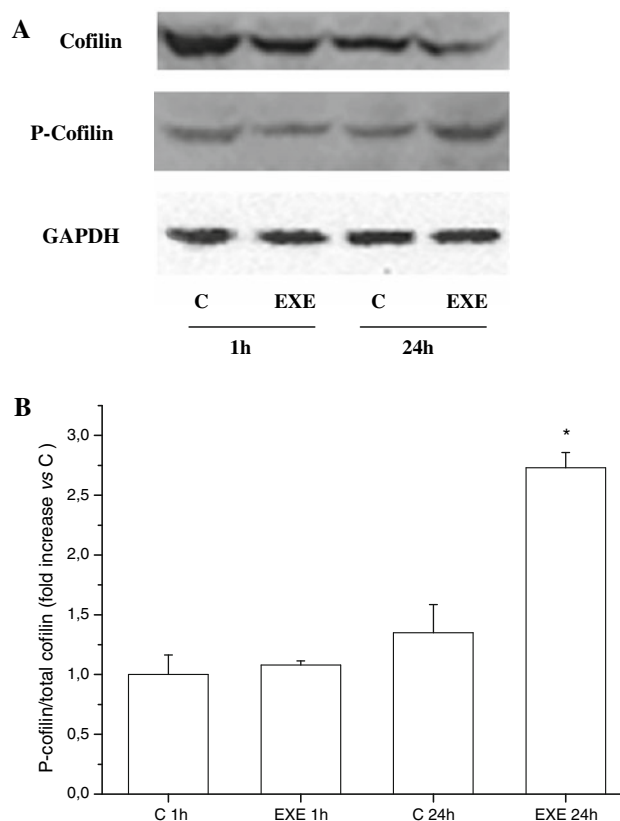 A
Cofilin
P-Cofilin
GAPDH
C EXE C EXE
1h 24h
B
P-cofilin/total cofilin (fold increase vs C )
3,0
2,5
2,0
1,5
1,0
0,5
0,0
*
C 1h EXE 1h C 24h EXE 24h